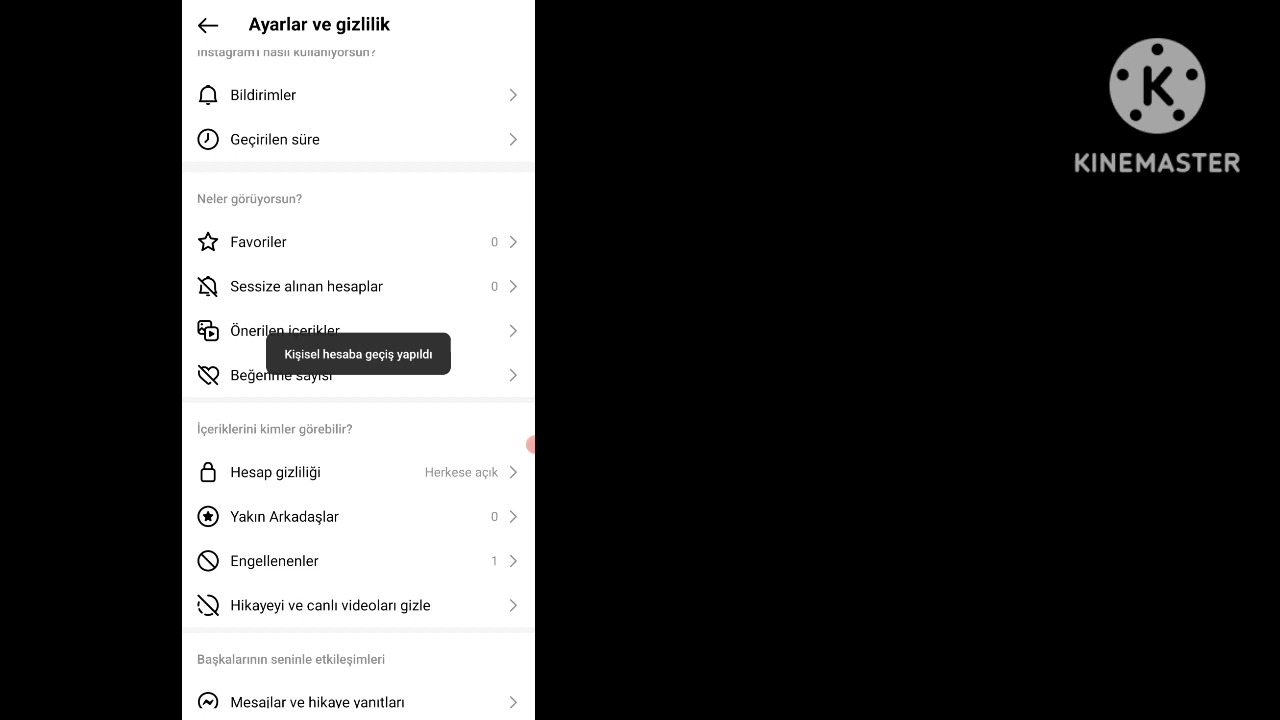 Ayarlar ve gizlilik
Instagram'ı nasıl kullanıyorsun?
Bildirimler
Geçirilen süre
Neler görüyorsun?
Favoriler 0
Sessize alınan hesaplar 0
Önerilen içerikler
Kişisel hesaba geçiş yapıldı
Beğenme sayısı
İçeriklerini kimler görebilir?
Hesap gizliliği Herkese açık
Yakın Arkadaşlar 0
Engellenenler 1
Hikayeyi ve canlı videoları gizle
Başkalarının seninle etkileşimleri
Mesajlar ve hikaye yanıtları
K
KINEMASTER